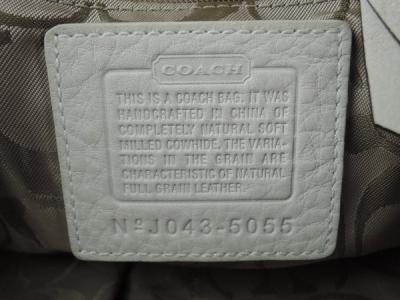 COACH
THIS IS A COACH BAG. IT WAS
HANDCRAFTED IN CHINA OF
COMPLETELY NATURAL SOFT
MILLED COWHIDE. THE VARIA-
TIONS IN THE GRAIN ARE
CHARACTERISTIC OF NATURAL
FULL GRAIN LEATHER.
Nº J043-5055